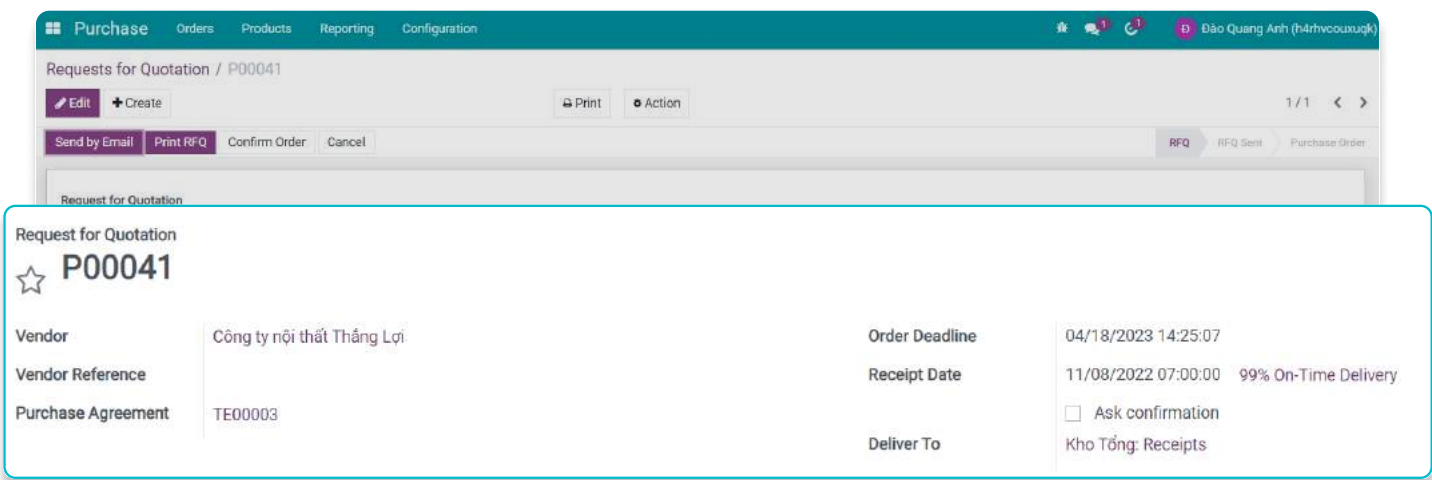 Purchase Orders Products Reporting Configuration 1 1 Đ Đào Quang Anh (h4rhvcouxuqk)
Requests for Quotation / P00041
Edit Create Print Action 1 / 1
Send by Email Print RFQ Confirm Order Cancel RFQ RFQ Sent Purchase Order
Request for Quotation
Request for Quotation
P00041
Vendor Công ty nội thất Thắng Lợi Order Deadline 04/18/2023 14:25:07
Vendor Reference Receipt Date 11/08/2022 07:00:00 99% On-Time Delivery
Purchase Agreement TE00003 Ask confirmation
Deliver To Kho Tổng: Receipts